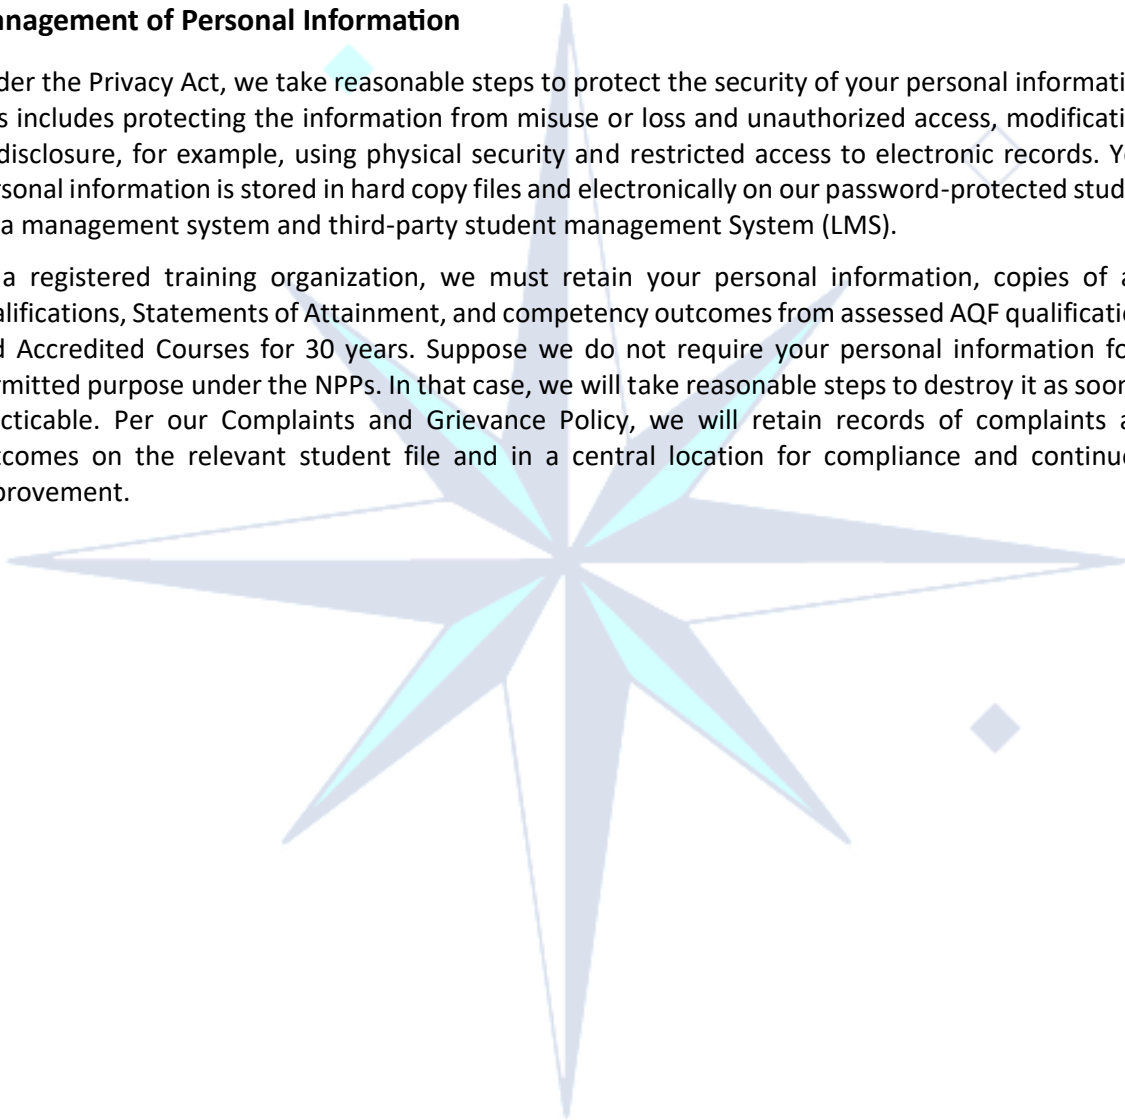 nagement of Personal Information
der the Privacy Act, we take reasonable steps to protect the security of your personal informati
s includes protecting the information from misuse or loss and unauthorized access, modificati
disclosure, for example, using physical security and restricted access to electronic records. Y
rsonal information is stored in hard copy files and electronically on our password-protected stud
a management system and third-party student management System (LMS).
a registered training organization, we must retain your personal information, copies of a
alifications, Statements of Attainment, and competency outcomes from assessed AQF qualificati
d Accredited Courses for 30 years. Suppose we do not require your personal information fo
rmitted purpose under the NPPs. In that case, we will take reasonable steps to destroy it as soon
acticable. Per our Complaints and Grievance Policy, we will retain records of complaints a
tcomes on the relevant student file and in a central location for compliance and continu
provement.